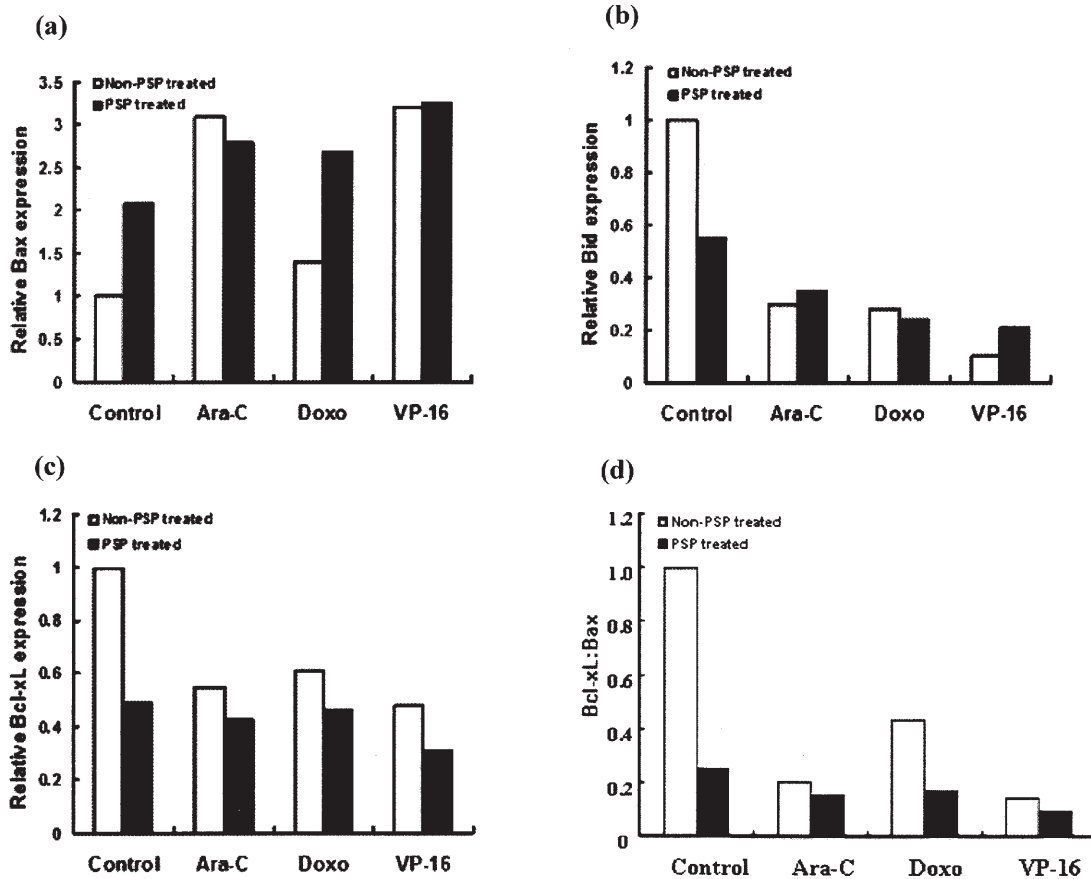 (a)
Relative Bax expression
Non-PSP treated
PSP treated
3.5
3
2.5
2
1.5
1
0.5
0
Control Ara-C Doxo VP-16
(b)
Relative Bid expression
Non-PSP treated
PSP treated
1.2
1
0.8
0.6
0.4
0.2
0
Control Ara-C Doxo VP-16
(c)
Relative Bcl-xL expression
Non-PSP treated
PSP treated
1.2
1
0.8
0.6
0.4
0.2
0
Control Ara-C Doxo VP-16
(d)
Bcl-xL:Bax
Non-PSP treated
PSP treated
1.2
1.0
0.8
0.6
0.4
0.2
0
Control Ara-C Doxo VP-16